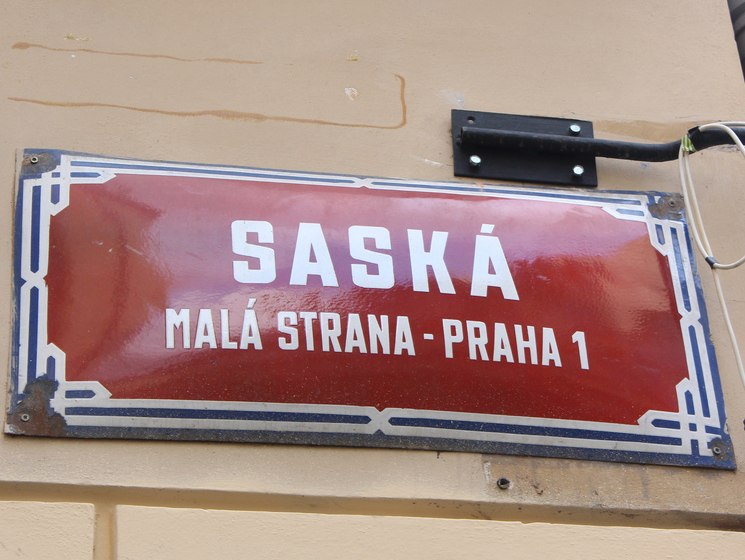 SASKÁ
MALÁ STRANA - PRAHA 1